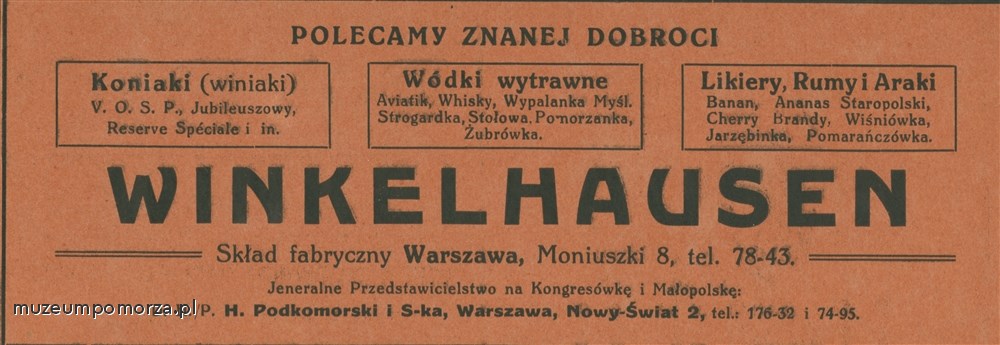 POLECAMY ZNANEJ DOBROCI
Koniaki (winiaki)
V. O. S. P., Jubileuszowy,
Reserve Spéciale i in.
Wódki wytrawne
Aviatik, Whisky, Wypalanka Myśl.
Strogardka, Stołowa. Pomorzanka,
Żubrówka.
Likiery, Rumy i Araki
Banan, Ananas Staropolski,
Cherry Brandy, Wiśniówka,
Jarzębinka, Pomarańczówka.
WINKELHAUSEN
Skład fabryczny Warszawa, Moniuszki 8, tel. 78-43.
Jeneralne Przedstawicielstwo na Kongresówkę i Małopolskę:
P. H. Podkomorski i S-ka, Warszawa, Nowy-Świat 2, tel.: 176-32 i 74-95.
muzeumpomorza.pl